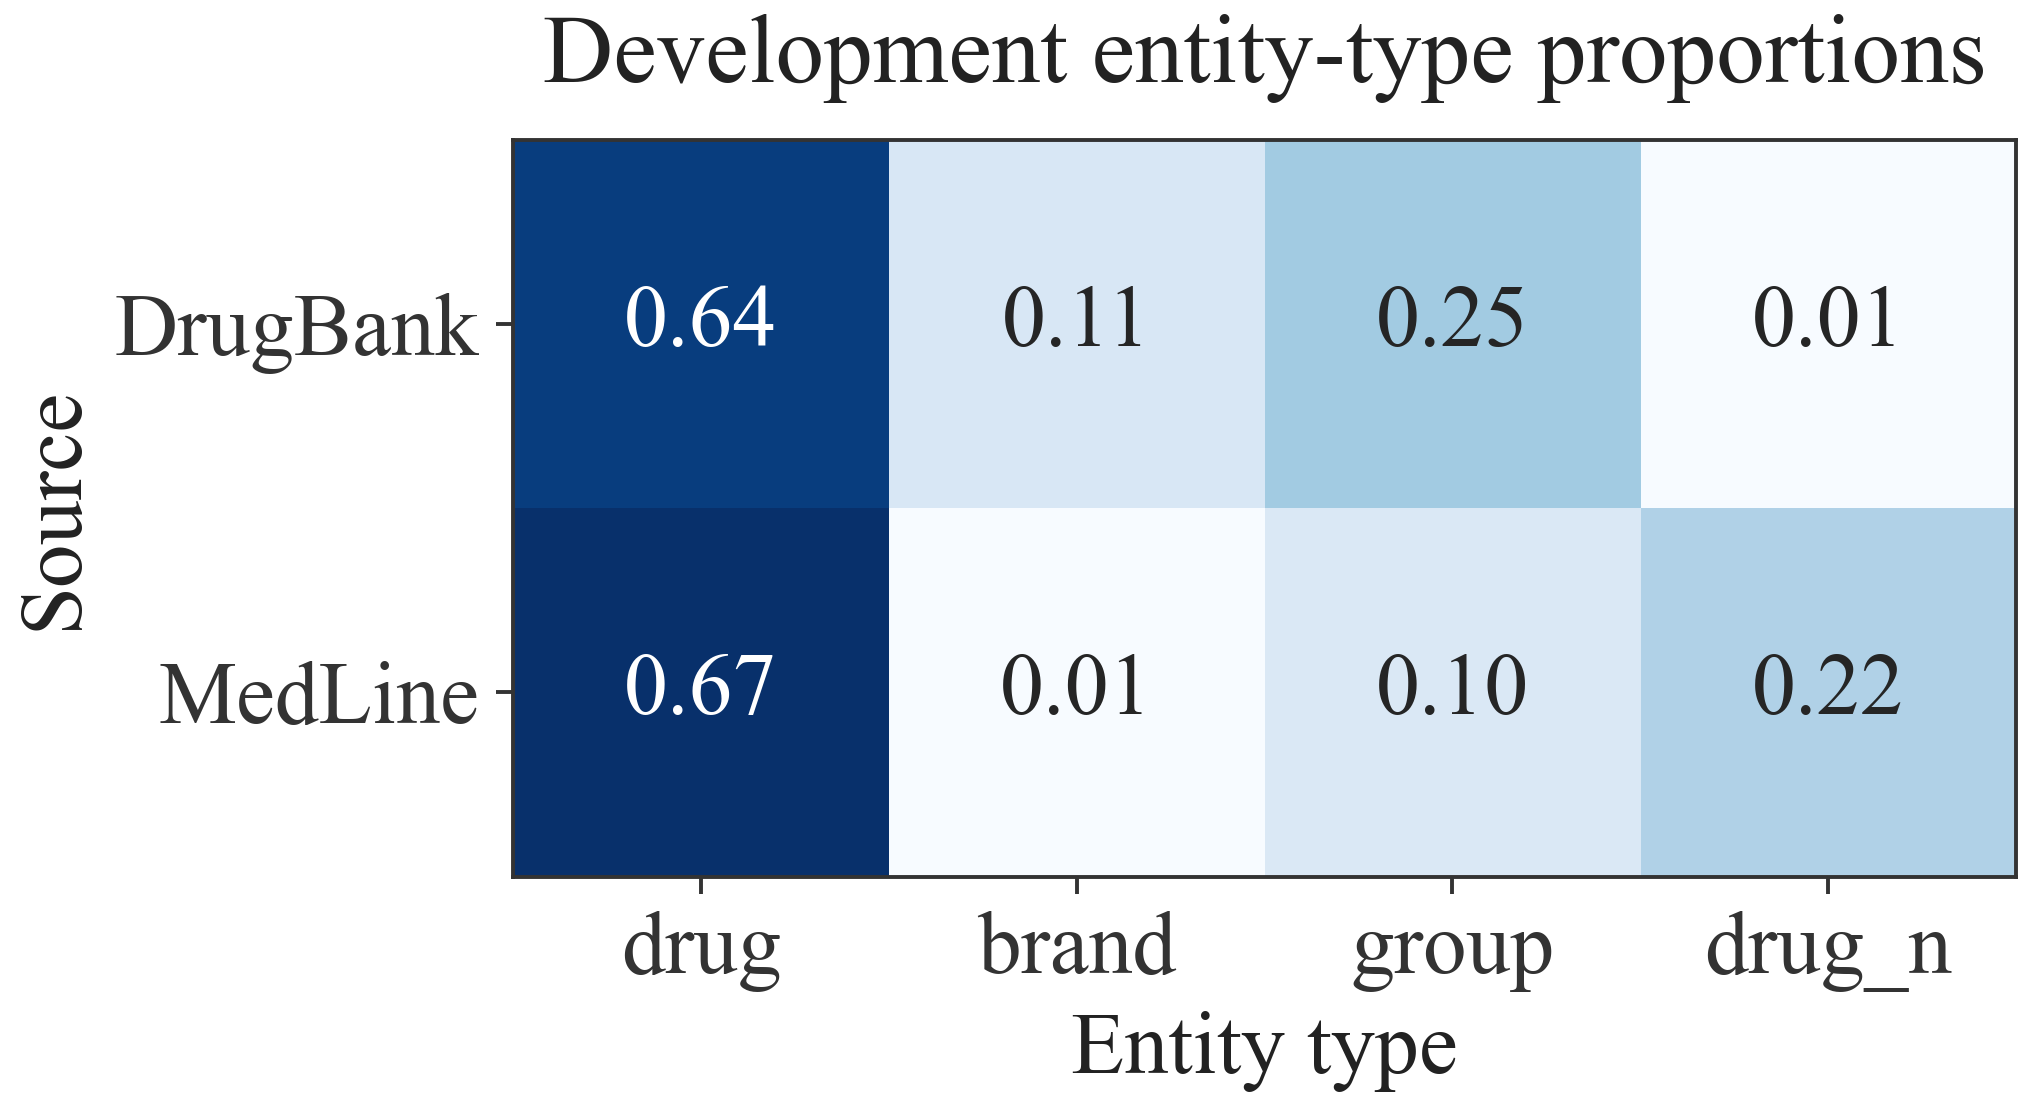 Development entity-type proportions
DrugBank 0.64 0.11 0.25 0.01
Source
MedLine 0.67 0.01 0.10 0.22
drug brand group drug_n
Entity type